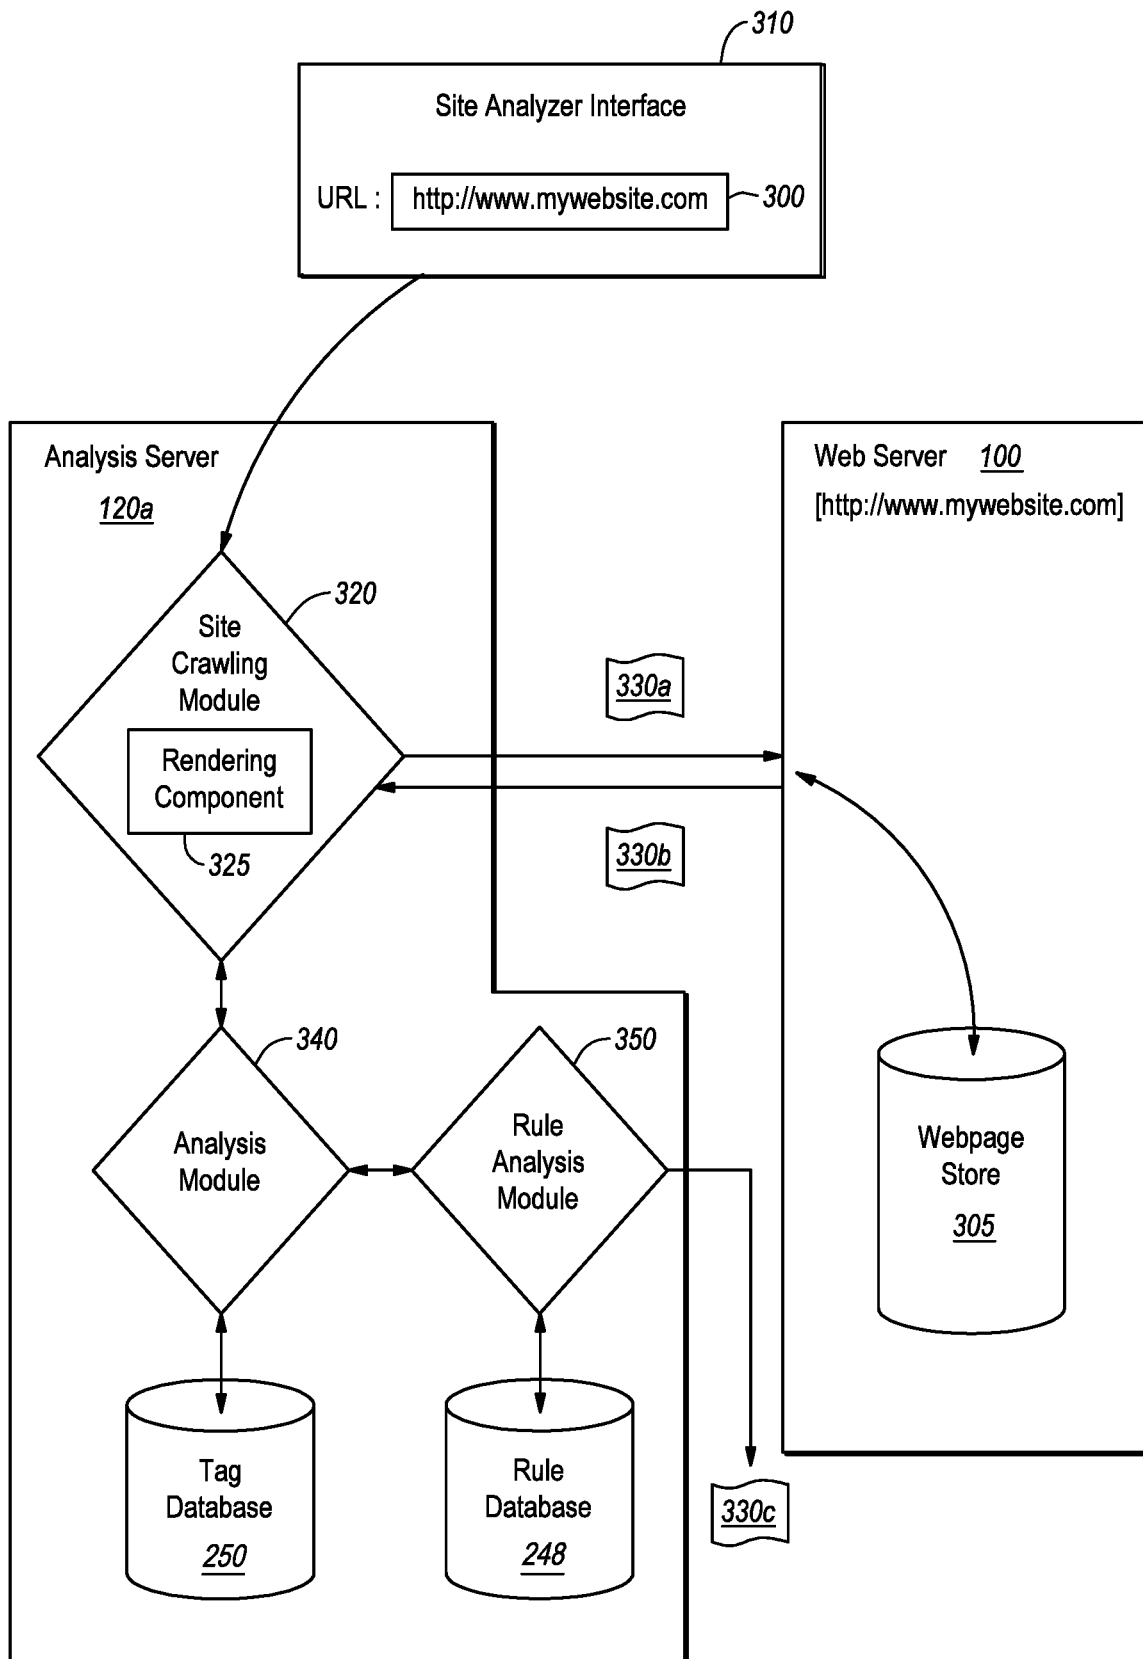 310
Site Analyzer Interface
URL : http://www.mywebsite.com 300
Analysis Server
120a
Web Server 100
[http://www.mywebsite.com]
320
Site
Crawling
Module
Rendering
Component
325
330a
330b
340
Analysis
Module
350
Rule
Analysis
Module
Webpage
Store
305
Tag
Database
250
Rule
Database
248
330c